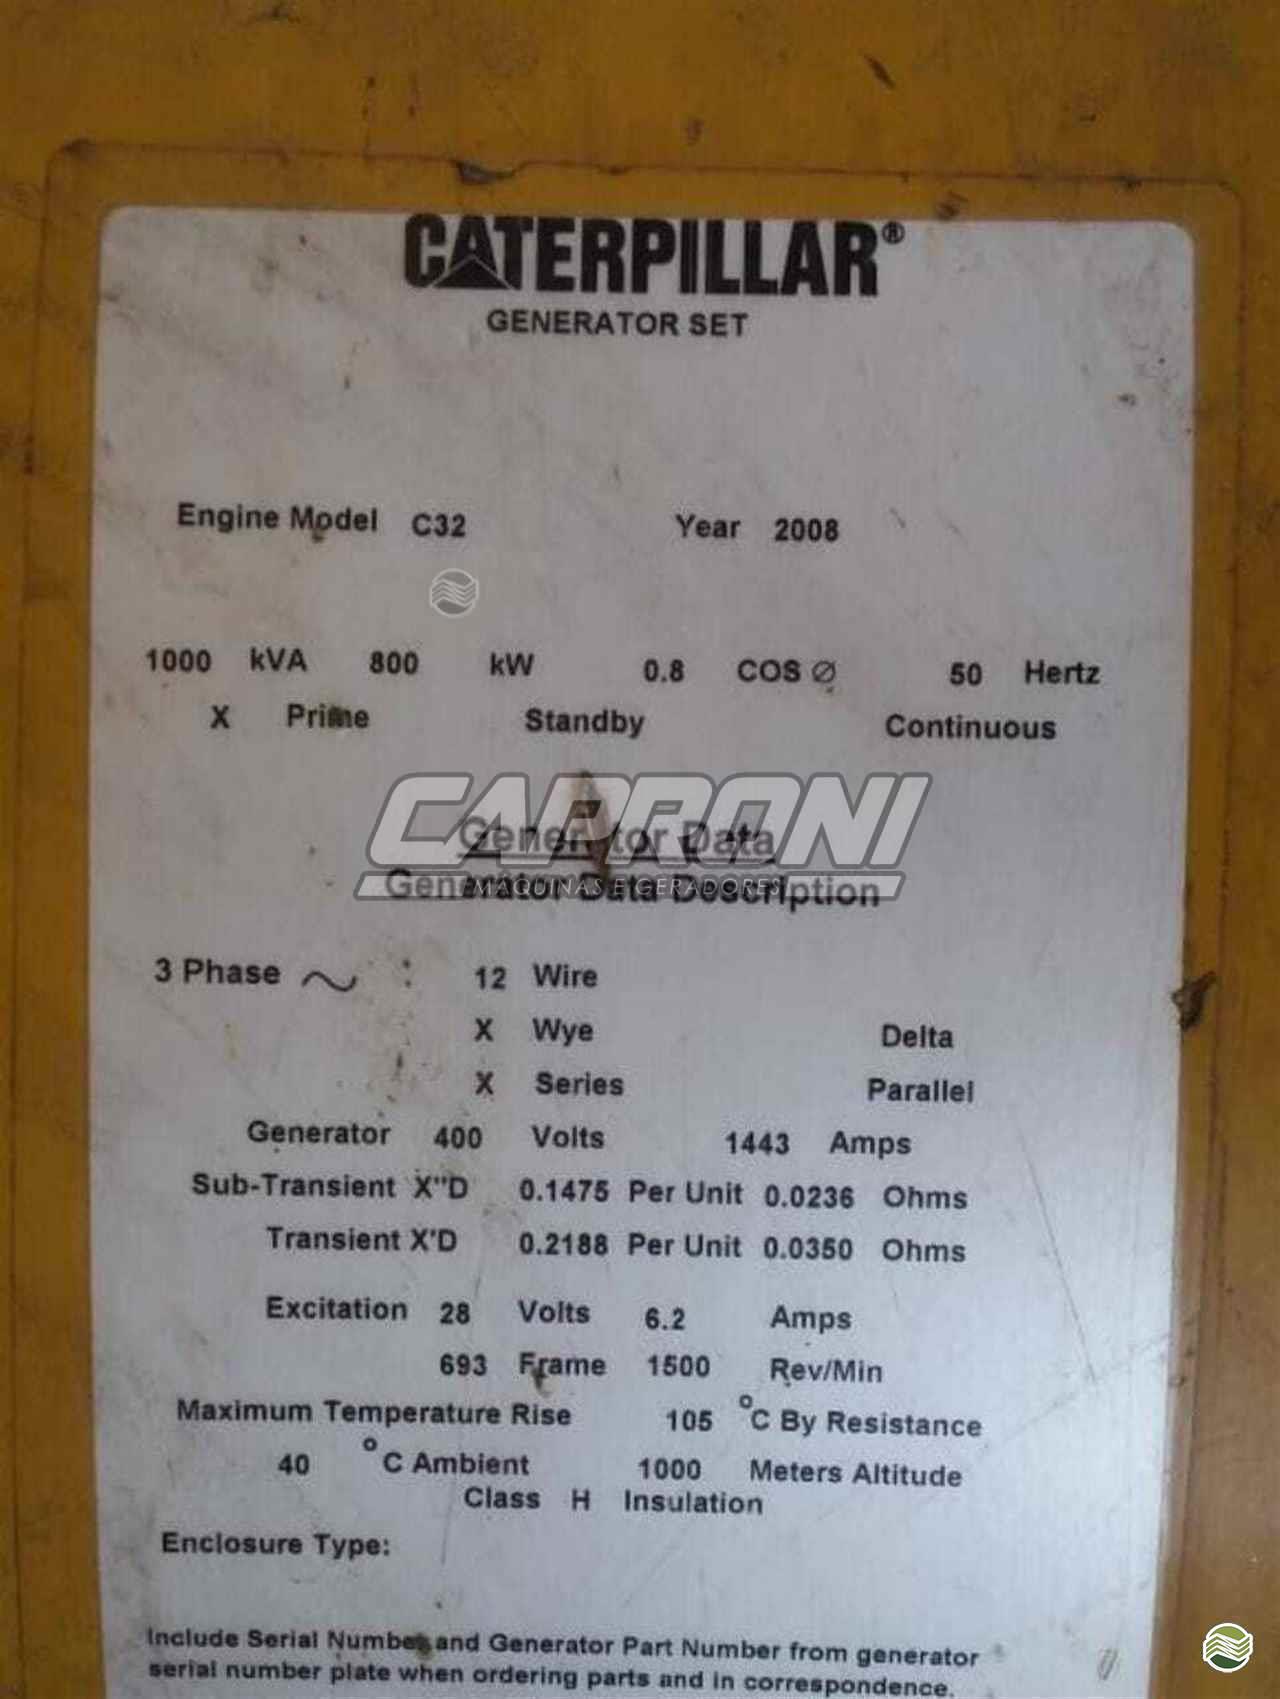 CATERPILLAR®
GENERATOR SET
Engine Model C32 Year 2008
1000 kVA 800 kW 0.8 COS Ø 50 Hertz
X Prime Standby Continuous
CAPRONI
Generator Data
MÁQUINAS E GERADORES
Generator Data Description
3 Phase ~ : 12 Wire
X Wye Delta
X Series Parallel
Generator 400 Volts 1443 Amps
Sub-Transient X"D 0.1475 Per Unit 0.0236 Ohms
Transient X'D 0.2188 Per Unit 0.0350 Ohms
Excitation 28 Volts 6.2 Amps
693 Frame 1500 Rev/Min
Maximum Temperature Rise 105 °C By Resistance
40 °C Ambient 1000 Meters Altitude
Class H Insulation
Enclosure Type:
Include Serial Number and Generator Part Number from generator
serial number plate when ordering parts and in correspondence.